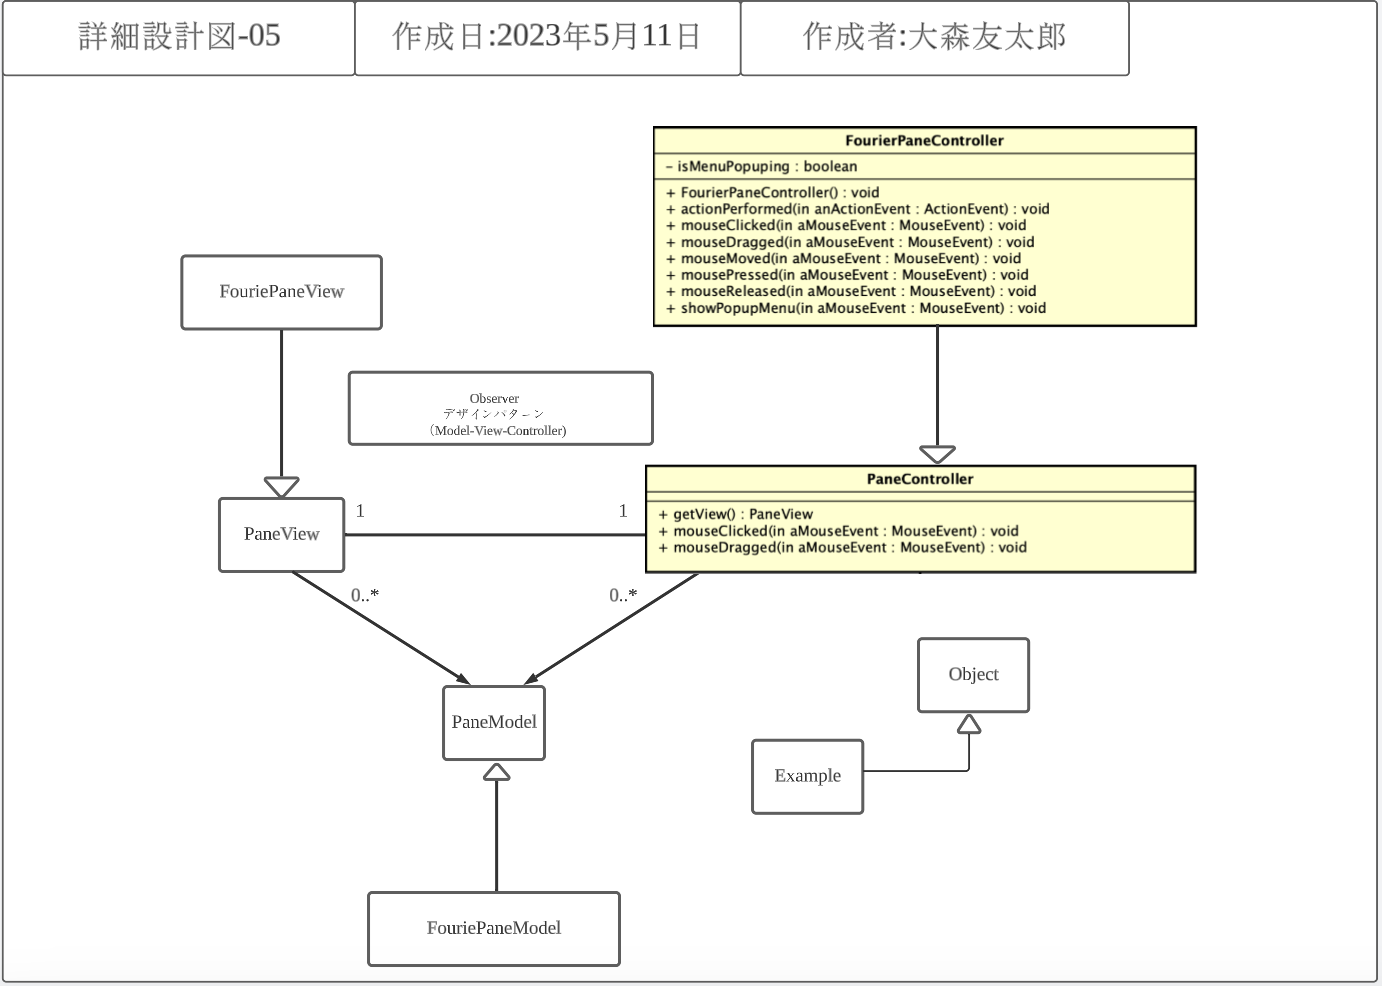 詳細設計図-05
作成日:2023年5月11日
作成者:大森友太郎
FourierPaneController
- isMenuPopuping : boolean
+ FourierPaneController() : void
+ actionPerformed(in anActionEvent : ActionEvent) : void
+ mouseClicked(in aMouseEvent : MouseEvent) : void
+ mouseDragged(in aMouseEvent : MouseEvent) : void
+ mouseMoved(in aMouseEvent : MouseEvent) : void
+ mousePressed(in aMouseEvent : MouseEvent) : void
+ mouseReleased(in aMouseEvent : MouseEvent) : void
+ showPopupMenu(in aMouseEvent : MouseEvent) : void
FouriePaneView
Observer
デザインパターン
(Model-View-Controller)
PaneController
+ getView() : PaneView
+ mouseClicked(in aMouseEvent : MouseEvent) : void
+ mouseDragged(in aMouseEvent : MouseEvent) : void
PaneView
1
1
0..*
0..*
Object
PaneModel
Example
FouriePaneModel